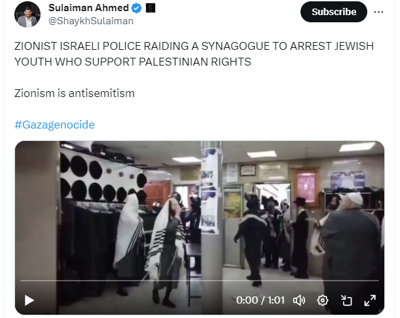 Sulaiman Ahmed
@ShaykhSulaiman
Subscribe
ZIONIST ISRAELI POLICE RAIDING A SYNAGOGUE TO ARREST JEWISH
YOUTH WHO SUPPORT PALESTINIAN RIGHTS
Zionism is antisemitism
#Gazagenocide
0:00 / 1:01